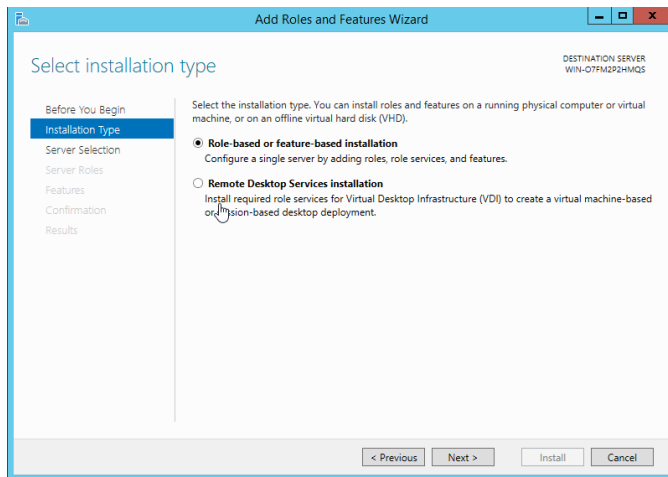 Add Roles and Features Wizard
Select installation type
DESTINATION SERVER
WIN-O7FM2P2HMQS
Before You Begin
Installation Type
Server Selection
Server Roles
Features
Confirmation
Results
Select the installation type. You can install roles and features on a running physical computer or virtual
machine, or on an offline virtual hard disk (VHD).
Role-based or feature-based installation
Configure a single server by adding roles, role services, and features.
Remote Desktop Services installation
Install required role services for Virtual Desktop Infrastructure (VDI) to create a virtual machine-based
or session-based desktop deployment.
< Previous
Next >
Install
Cancel